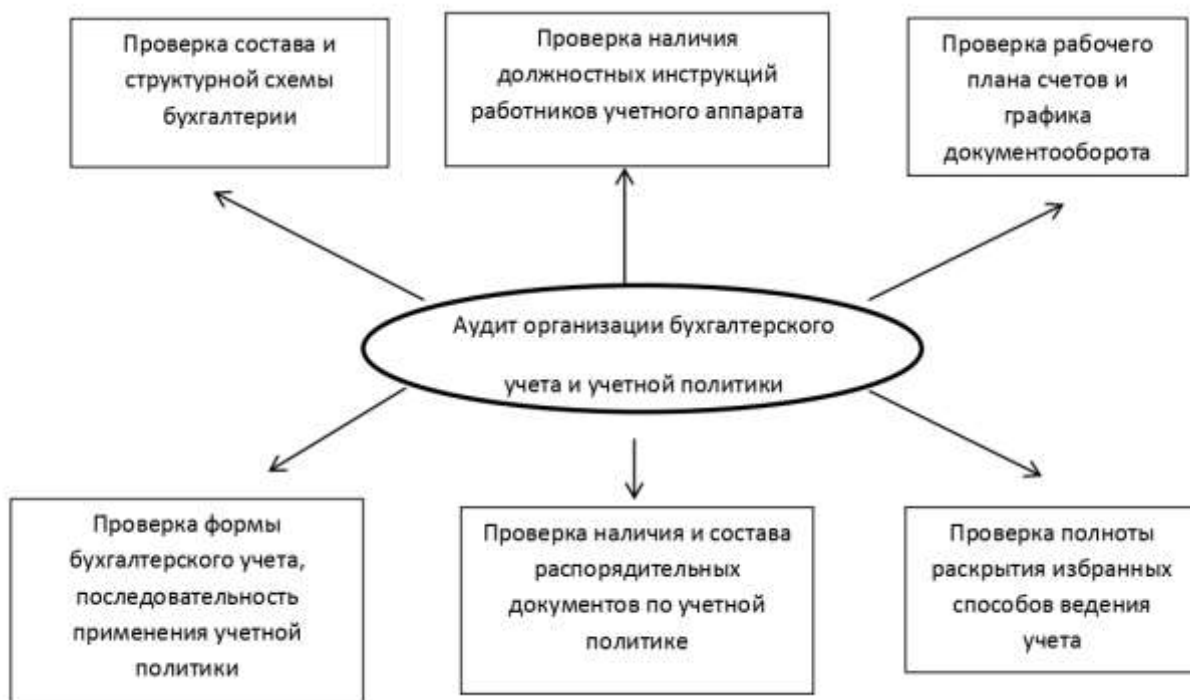 Проверка состава и
структурной схемы
бухгалтерии
Проверка наличия
должностных инструкций
работников учетного аппарата
Проверка рабочего
плана счетов и
графика
документооборота
Аудит организации бухгалтерского
учета и учетной политики
Проверка формы
бухгалтерского учета,
последовательность
применения учетной
политики
Проверка наличия и состава
распорядительных
документов по учетной
политике
Проверка полноты
раскрытия избранных
способов ведения
учета